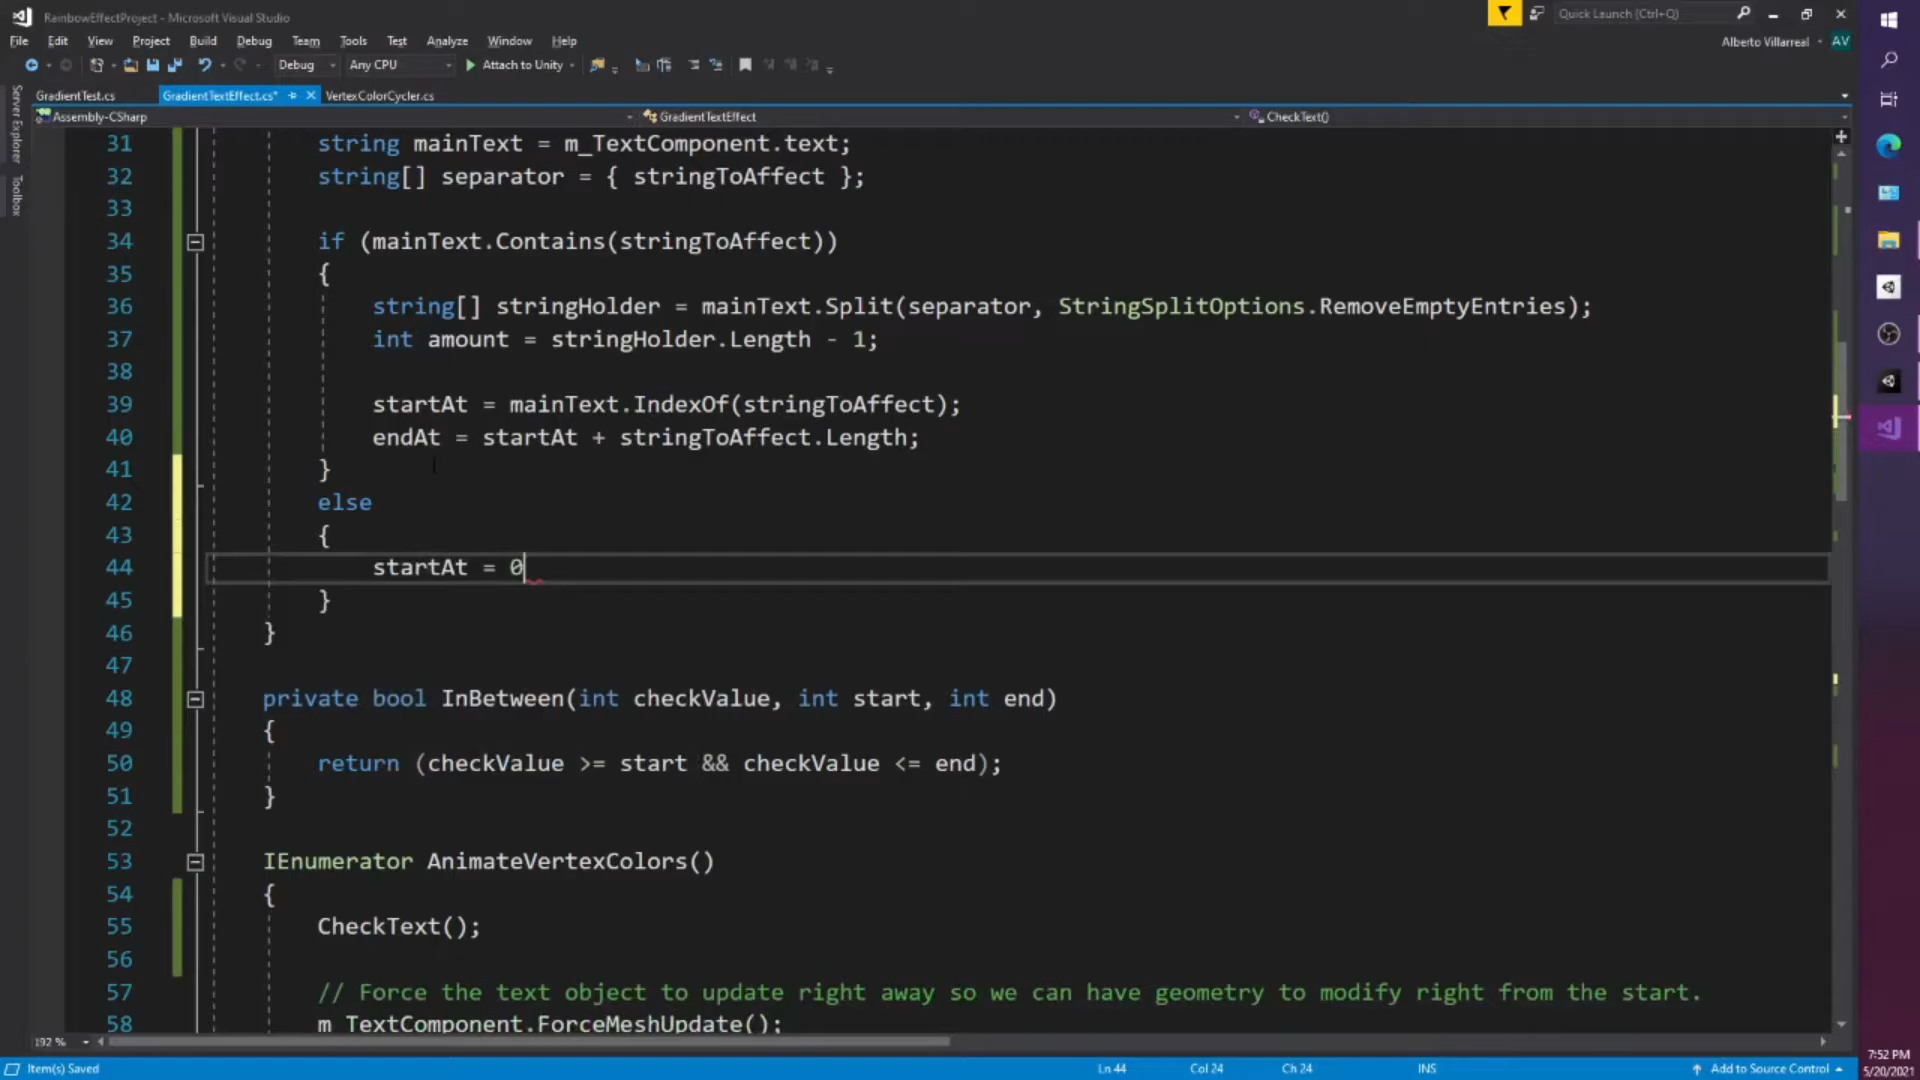 RainbowEffectProject - Microsoft Visual Studio
Quick Launch (Ctrl+Q)
File Edit View Project Build Debug Team Tools Test Analyze Window Help
Alberto Villarreal AV
Debug Any CPU Attach to Unity
GradientTest.cs GradientTextEffect.cs* VertexColorCycler.cs
Server Explorer
Toolbox
Assembly-CSharp GradientTextEffect CheckText()
31 string mainText = m_TextComponent.text;
32 string[] separator = { stringToAffect };
33
34 if (mainText.Contains(stringToAffect))
35 {
36 string[] stringHolder = mainText.Split(separator, StringSplitOptions.RemoveEmptyEntries);
37 int amount = stringHolder.Length - 1;
38
39 startAt = mainText.IndexOf(stringToAffect);
40 endAt = startAt + stringToAffect.Length;
41 }
42 else
43 {
44 startAt = 0
45 }
46 }
47
48 private bool InBetween(int checkValue, int start, int end)
49 {
50 return (checkValue >= start && checkValue <= end);
51 }
52
53 IEnumerator AnimateVertexColors()
54 {
55 CheckText();
56
57 // Force the text object to update right away so we can have geometry to modify right from the start.
58 m_TextComponent.ForceMeshUpdate();
192 %
Item(s) Saved Ln 44 Col 24 Ch 24 INS Add to Source Control
7:52 PM
5/20/2021